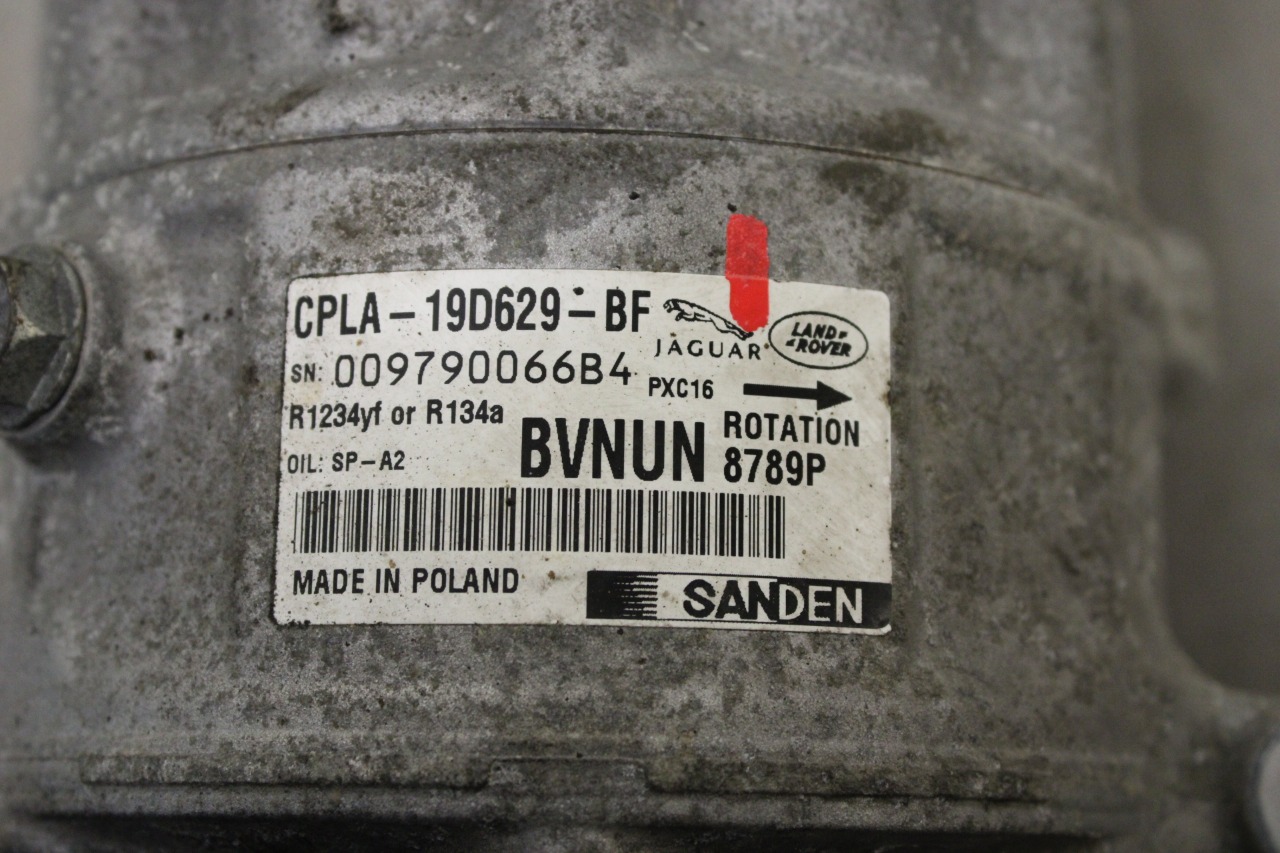 CPLA-19D629-BF
JAGUAR
LAND-
ROVER
SN: 009790066B4
PXC16
R1234yf or R134a
BVNUN
ROTATION
OIL: SP-A2
8789P
MADE IN POLAND
SANDEN